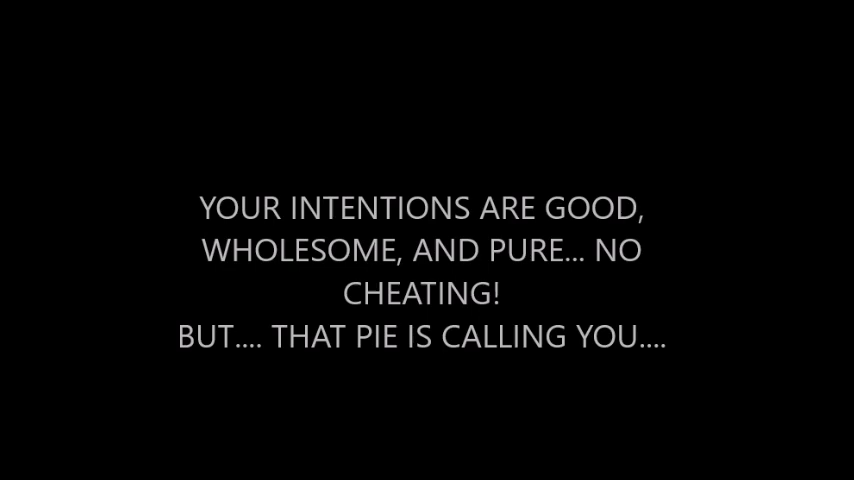 YOUR INTENTIONS ARE GOOD,
WHOLESOME, AND PURE... NO
CHEATING!
BUT.... THAT PIE IS CALLING YOU....